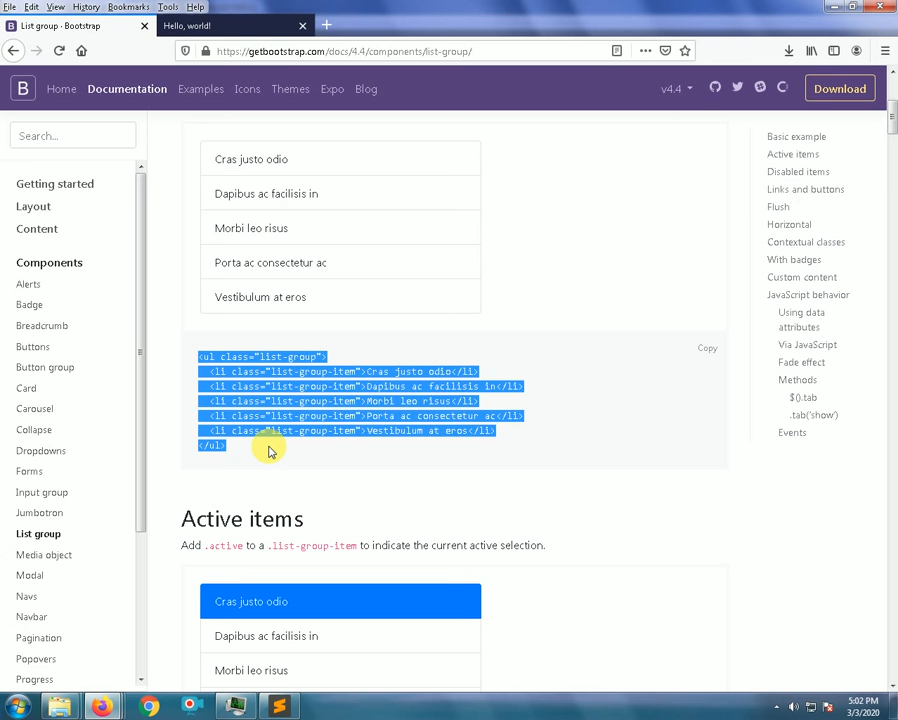 File Edit View History Bookmarks Tools Help
List group · Bootstrap
Hello, world!
https://getbootstrap.com/docs/4.4/components/list-group/
B Home Documentation Examples Icons Themes Expo Blog v4.4 Download
Search...
Getting started
Layout
Content
Components
Alerts
Badge
Breadcrumb
Buttons
Button group
Card
Carousel
Collapse
Dropdowns
Forms
Input group
Jumbotron
List group
Media object
Modal
Navs
Navbar
Pagination
Popovers
Progress
Cras justo odio
Dapibus ac facilisis in
Morbi leo risus
Porta ac consectetur ac
Vestibulum at eros
Copy
<ul class="list-group">
<li class="list-group-item">Cras justo odio</li>
<li class="list-group-item">Dapibus ac facilisis in</li>
<li class="list-group-item">Morbi leo risus</li>
<li class="list-group-item">Porta ac consectetur ac</li>
<li class="list-group-item">Vestibulum at eros</li>
</ul>
Active items
Add .active to a .list-group-item to indicate the current active selection.
Cras justo odio
Dapibus ac facilisis in
Morbi leo risus
Basic example
Active items
Disabled items
Links and buttons
Flush
Horizontal
Contextual classes
With badges
Custom content
JavaScript behavior
Using data
attributes
Via JavaScript
Fade effect
Methods
$().tab
.tab('show')
Events
5:02 PM
3/3/2020